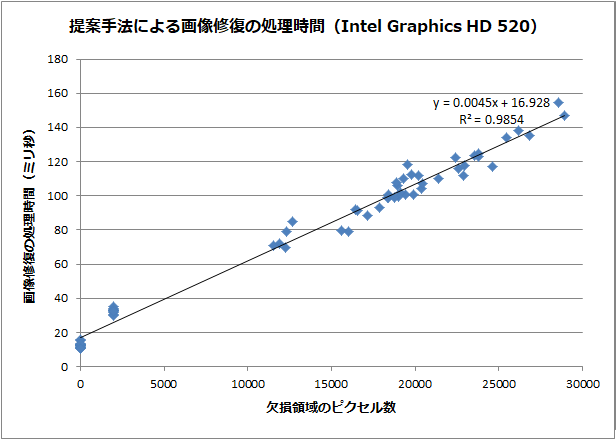 提案手法による画像修復の処理時間（Intel Graphics HD 520）
180
160
140
120
100
80
60
40
20
0
画像修復の処理時間（ミリ秒）
y = 0.0045x + 16.928
R² = 0.9854
0 5000 10000 15000 20000 25000 30000
欠損領域のピクセル数